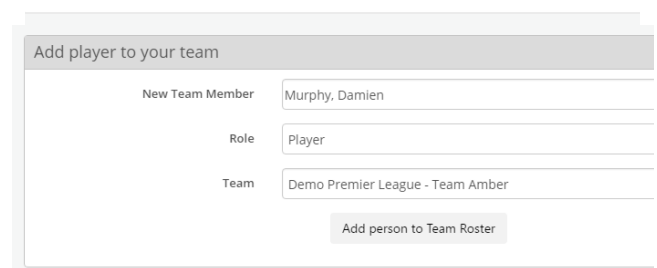 Add player to your team
New Team Member Murphy, Damien
Role Player
Team Demo Premier League - Team Amber
Add person to Team Roster